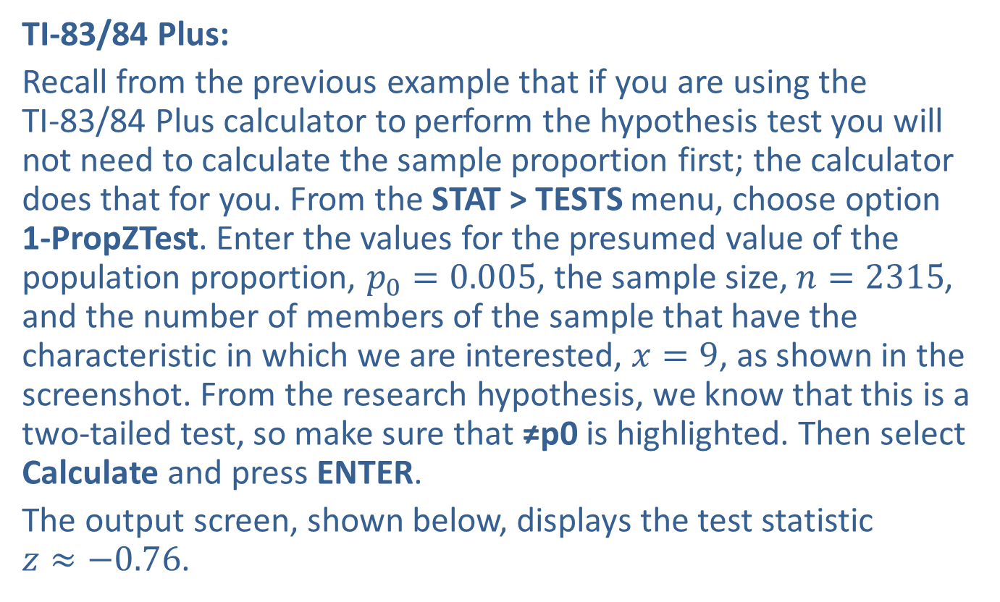 TI-83/84 Plus:
Recall from the previous example that if you are using the
TI-83/84 Plus calculator to perform the hypothesis test you will
not need to calculate the sample proportion first; the calculator
does that for you. From the STAT > TESTS menu, choose option
1-PropZTest. Enter the values for the presumed value of the
population proportion, p₀ = 0.005, the sample size, n = 2315,
and the number of members of the sample that have the
characteristic in which we are interested, x = 9, as shown in the
screenshot. From the research hypothesis, we know that this is a
two-tailed test, so make sure that ≠p0 is highlighted. Then select
Calculate and press ENTER.
The output screen, shown below, displays the test statistic
z ≈ −0.76.